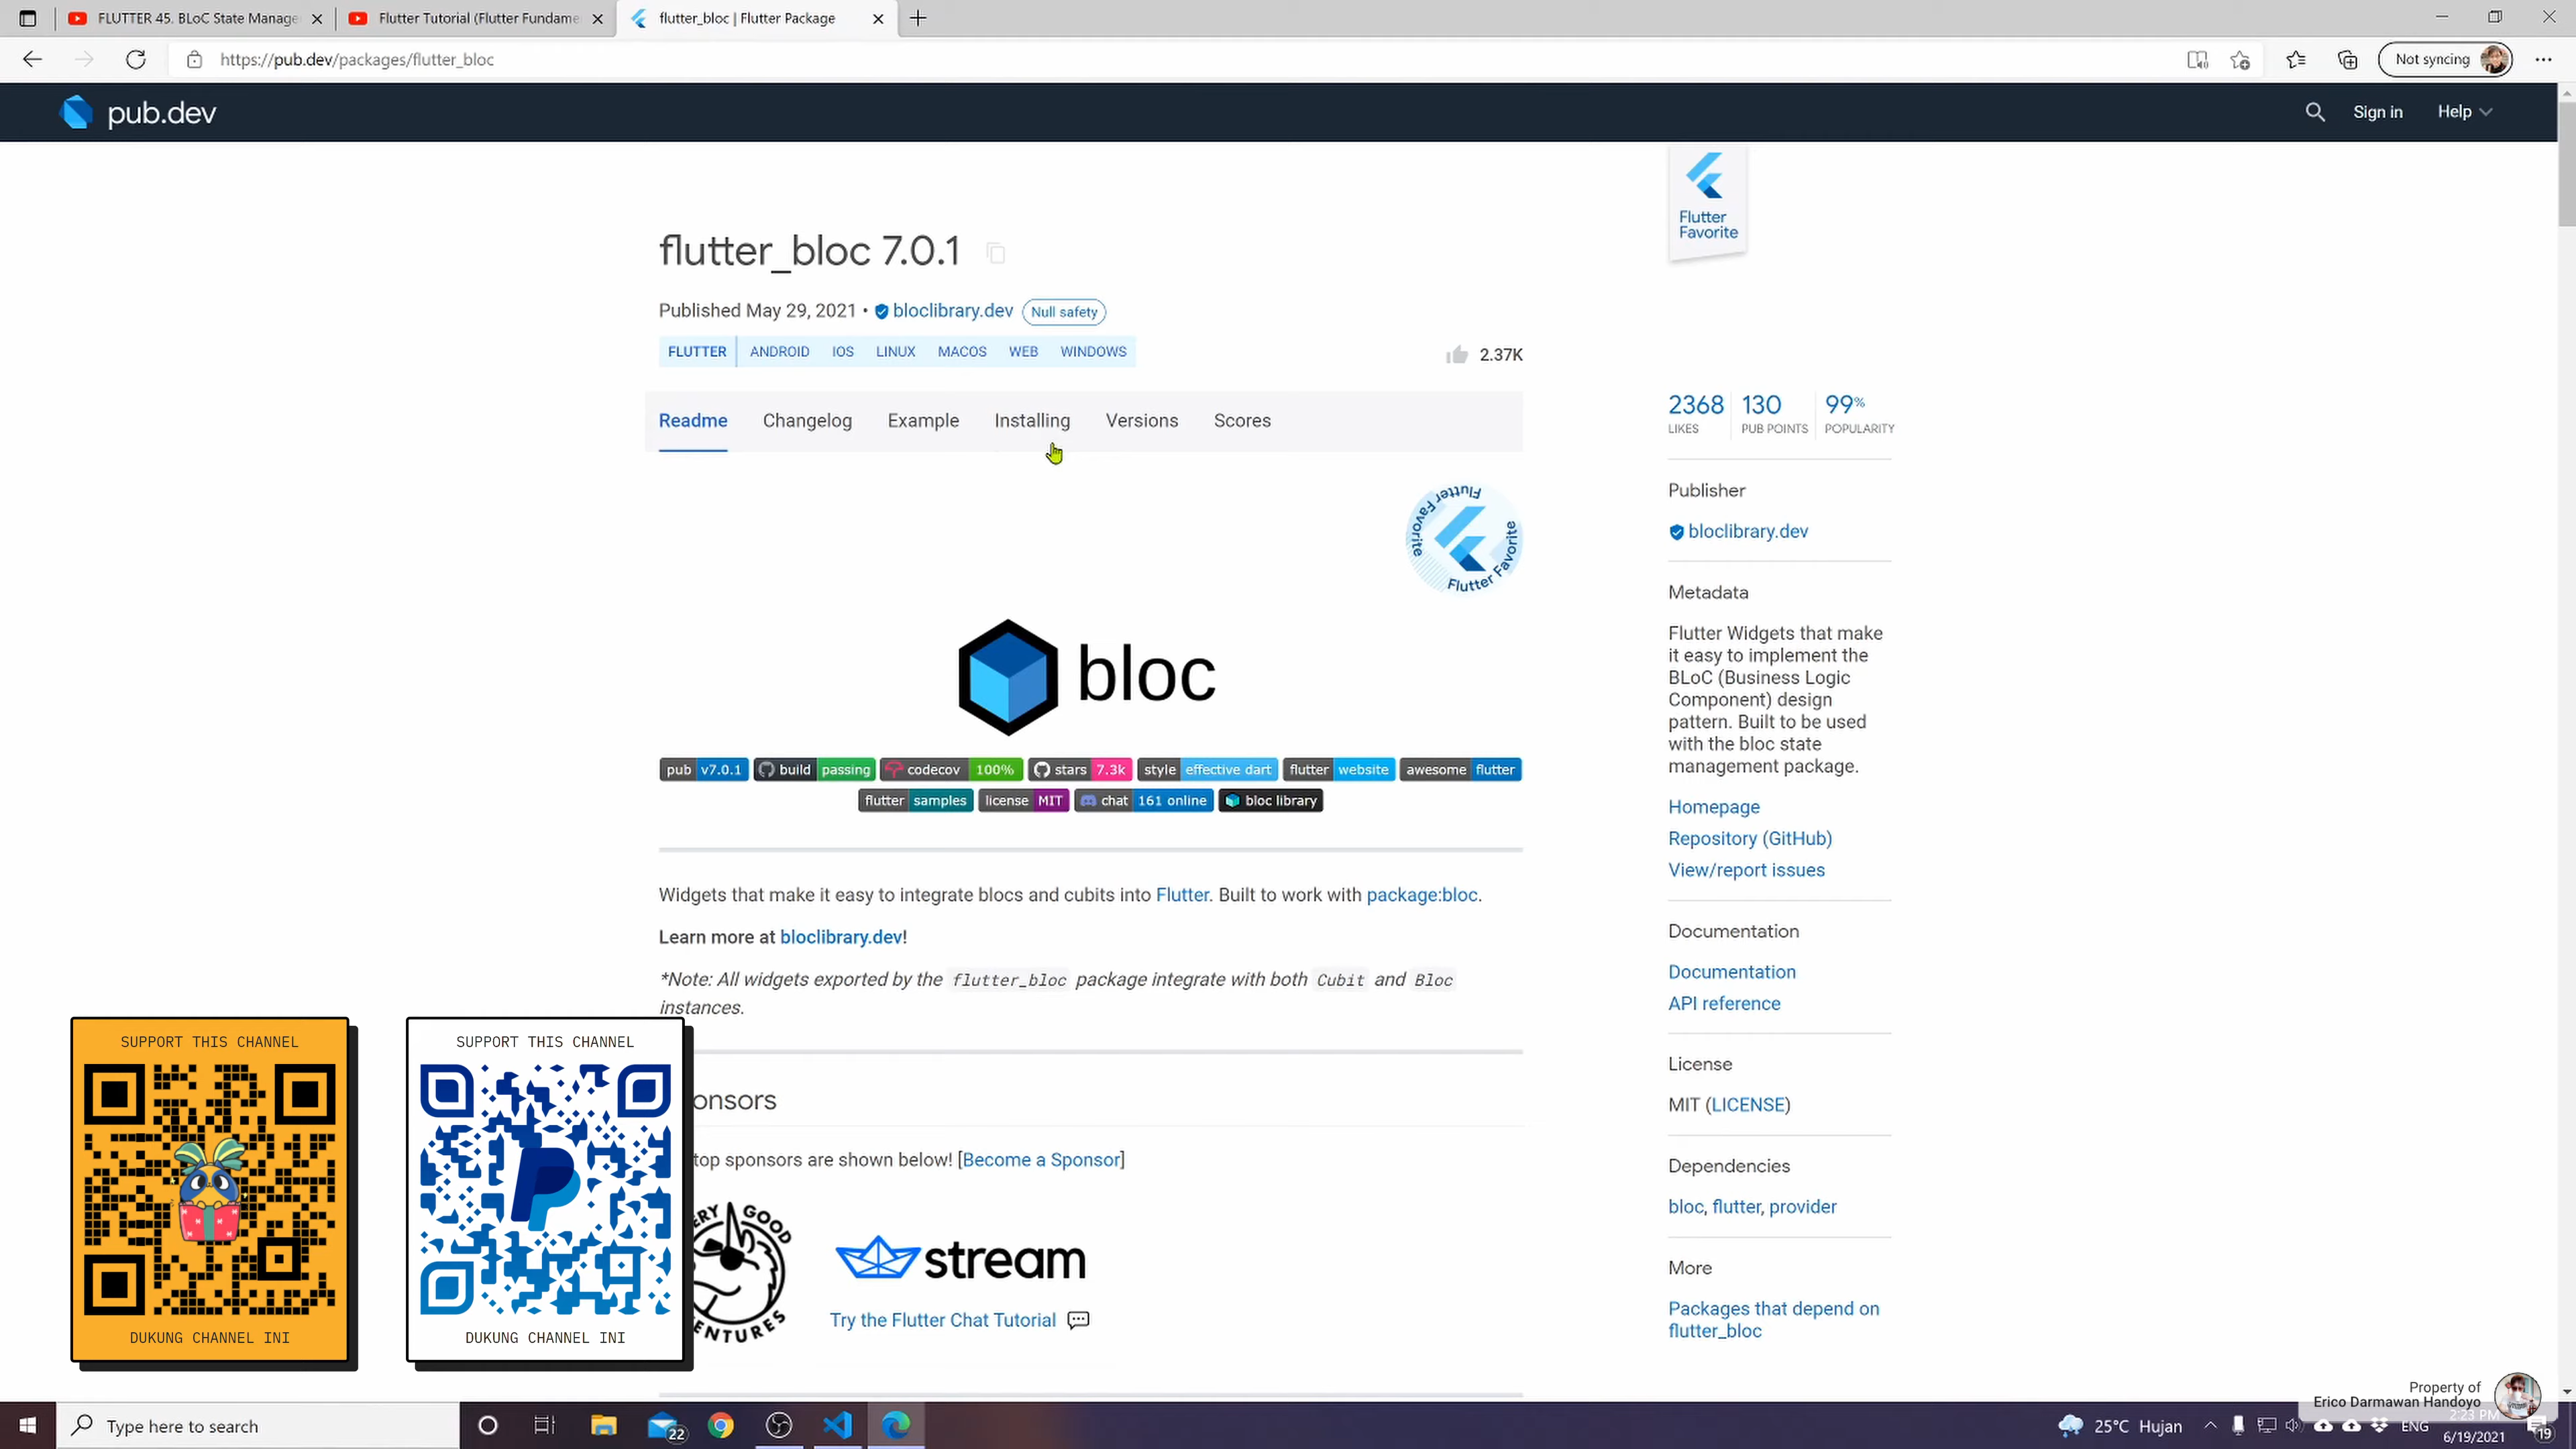 FLUTTER 45. BLoC State Manage
Flutter Tutorial (Flutter Fundame
flutter_bloc | Flutter Package
https://pub.dev/packages/flutter_bloc
Not syncing
pub.dev
Sign in
Help
flutter_bloc 7.0.1
Published May 29, 2021 • bloclibrary.dev Null safety
FLUTTER ANDROID IOS LINUX MACOS WEB WINDOWS
2.37K
Readme Changelog Example Installing Versions Scores
Flutter Favorite Flutter Favorite
bloc
pub v7.0.1 build passing codecov 100% stars 7.3k style effective dart flutter website awesome flutter
flutter samples license MIT chat 161 online bloc library
Widgets that make it easy to integrate blocs and cubits into Flutter. Built to work with package:bloc.
Learn more at bloclibrary.dev!
*Note: All widgets exported by the flutter_bloc package integrate with both Cubit and Bloc
instances.
onsors
top sponsors are shown below! [Become a Sponsor]
ERY GOOD
ENTURES
stream
Try the Flutter Chat Tutorial
Flutter
Favorite
2368 130 99%
LIKES PUB POINTS POPULARITY
Publisher
bloclibrary.dev
Metadata
Flutter Widgets that make
it easy to implement the
BLoC (Business Logic
Component) design
pattern. Built to be used
with the bloc state
management package.
Homepage
Repository (GitHub)
View/report issues
Documentation
Documentation
API reference
License
MIT (LICENSE)
Dependencies
bloc, flutter, provider
More
Packages that depend on
flutter_bloc
SUPPORT THIS CHANNEL
DUKUNG CHANNEL INI
SUPPORT THIS CHANNEL
DUKUNG CHANNEL INI
Property of
Erico Darmawan Handoyo
Type here to search
22
25°C Hujan
ENG
2:23 PM
6/19/2021
19